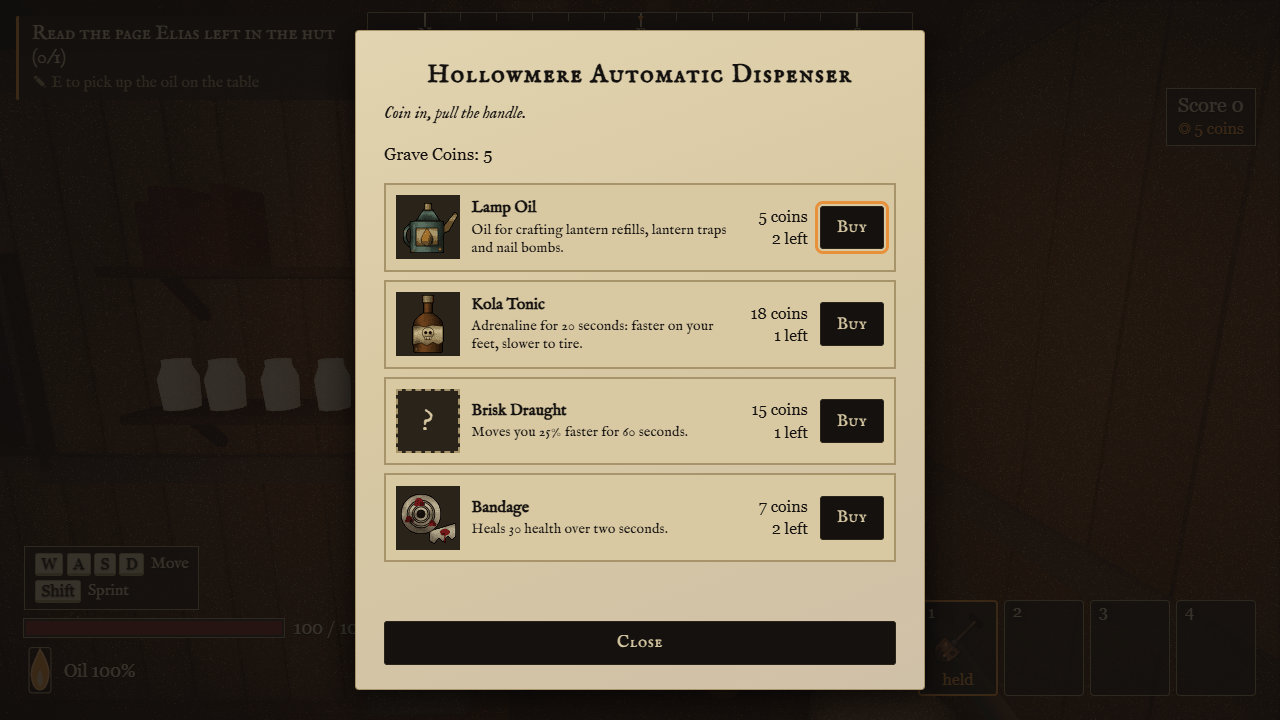 Read the page Elias left in the hut
(0/1)
E to pick up the oil on the table
Hollowmere Automatic Dispenser
Coin in, pull the handle.
Grave Coins: 5
Score 0
5 coins
Lamp Oil
Oil for crafting lantern refills, lantern traps
and nail bombs.
5 coins
2 left
Buy
Kola Tonic
Adrenaline for 20 seconds: faster on your
feet, slower to tire.
18 coins
1 left
Buy
?
Brisk Draught
Moves you 25% faster for 60 seconds.
15 coins
1 left
Buy
Bandage
Heals 30 health over two seconds.
7 coins
2 left
Buy
Close
W A S D Move
Shift Sprint
100 / 10
Oil 100%
1
held
2
3
4